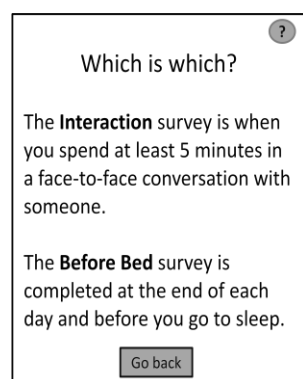 ?
Which is which?
The Interaction survey is when
you spend at least 5 minutes in
a face-to-face conversation with
someone.
The Before Bed survey is
completed at the end of each
day and before you go to sleep.
Go back